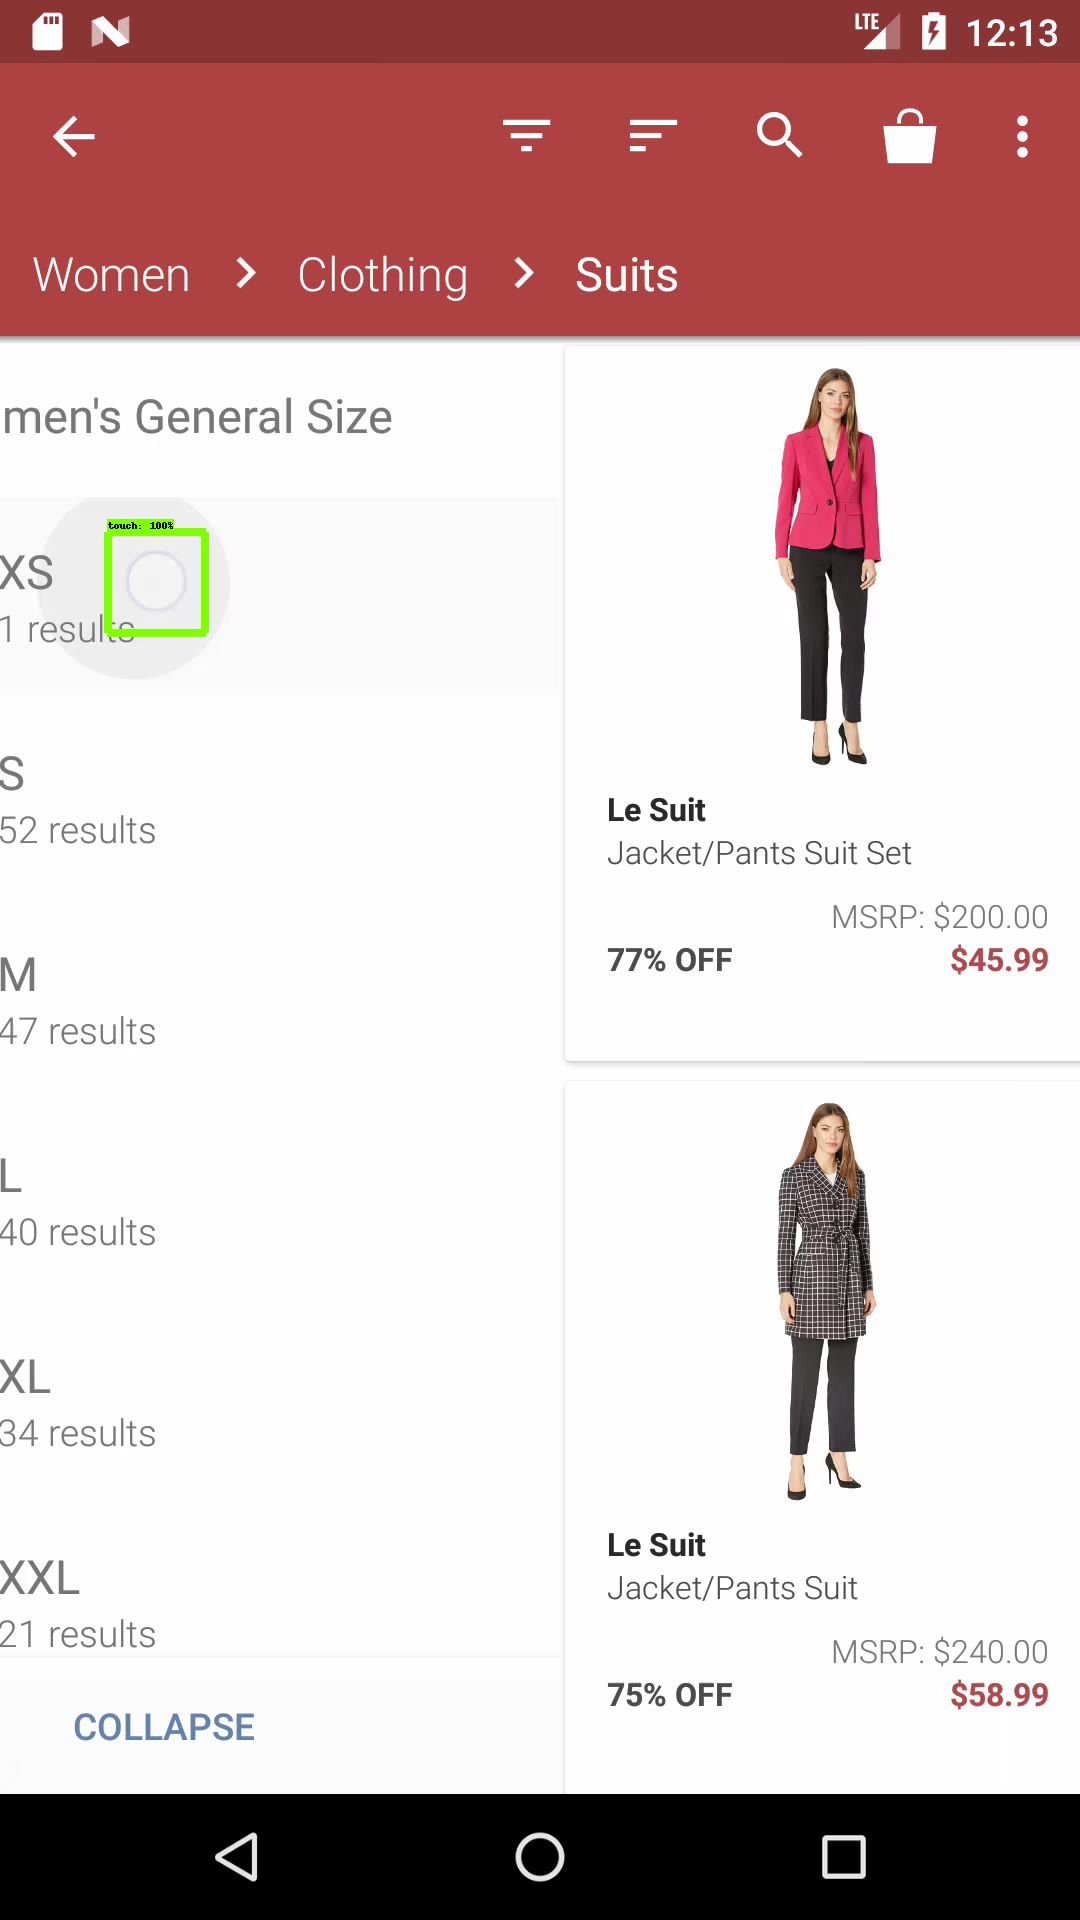 LTE 12:13
Women > Clothing > Suits
men's General Size
touch: 100%
XS
1 results
S
52 results
M
47 results
L
40 results
XL
34 results
XXL
21 results
COLLAPSE
Le Suit
Jacket/Pants Suit Set
MSRP: $200.00
77% OFF $45.99
Le Suit
Jacket/Pants Suit
MSRP: $240.00
75% OFF $58.99